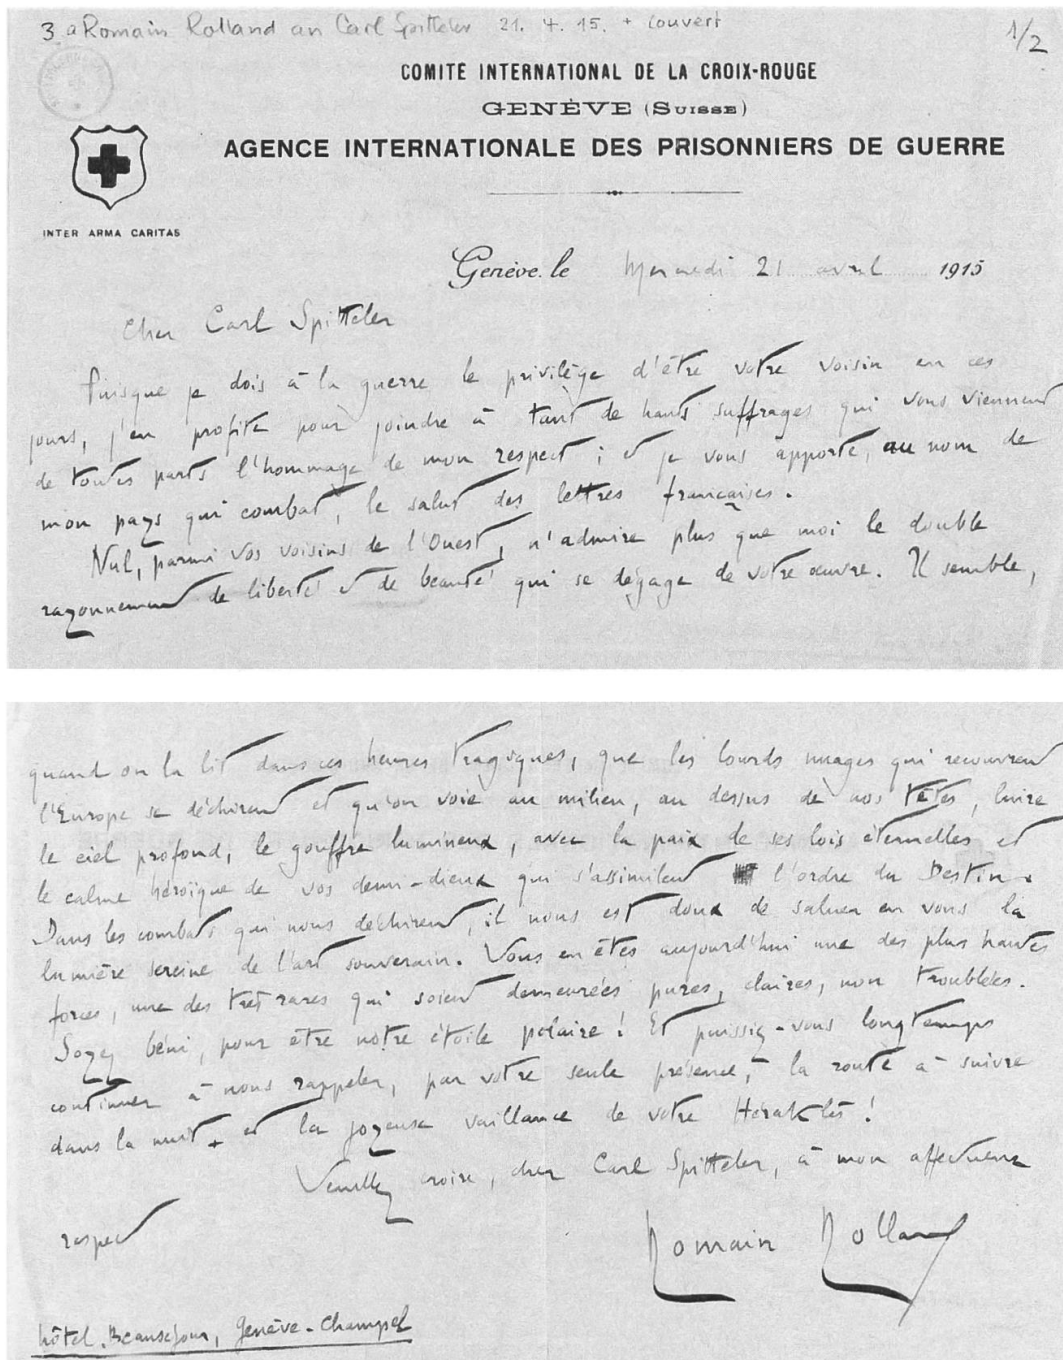 3a Romain Rolland an Carl Spitteler 21. 4. 15. + Couvert
1/2
COMITÉ INTERNATIONAL DE LA CROIX-ROUGE
GENÈVE (SUISSE)
AGENCE INTERNATIONALE DES PRISONNIERS DE GUERRE
INTER ARMA CARITAS
Genève, le Mercredi 21 avril 1915
Cher Carl Spitteler
Puisque je dois à la guerre le privilège d'être votre voisin en ces
jours, j'en profite pour joindre à tant de hauts suffrages qui vous viennent
de toutes parts l'hommage de mon respect ; et je vous apporte, au nom de
mon pays qui combat, le salut des lettres françaises.
Nul, parmi vos voisins de l'Ouest, n'admire plus que moi le double
rayonnement de liberté et de beauté qui se dégage de votre œuvre. Il semble,
quand on la lit dans ces heures tragiques, que les lourds nuages qui recouvrent
l'Europe se déchirent et qu'on voie au milieu, au dessus de nos têtes, luire
le ciel profond, le gouffre lumineux, avec la paix de ses lois éternelles et
le calme héroïque de vos demi-dieux qui s'assimilent l'ordre du Destin.
Dans les combats qui nous déchirent, il nous est doux de saluer en vous la
lumière sereine de l'art souverain. Vous en êtes aujourd'hui une des plus hautes
forces, une des très rares qui soient demeurées pures, claires, non troublées.
Soyez béni, pour être notre étoile polaire ! Et puissiez-vous longtemps
continuer à nous rappeler, par votre seule présence, la route à suivre
dans la nuit, et la joyeuse vaillance de votre Héraklès !
Veuillez croire, cher Carl Spitteler, à mon affectueux
respect
Romain Rolland
hôtel Beauséjour, Genève-Champel